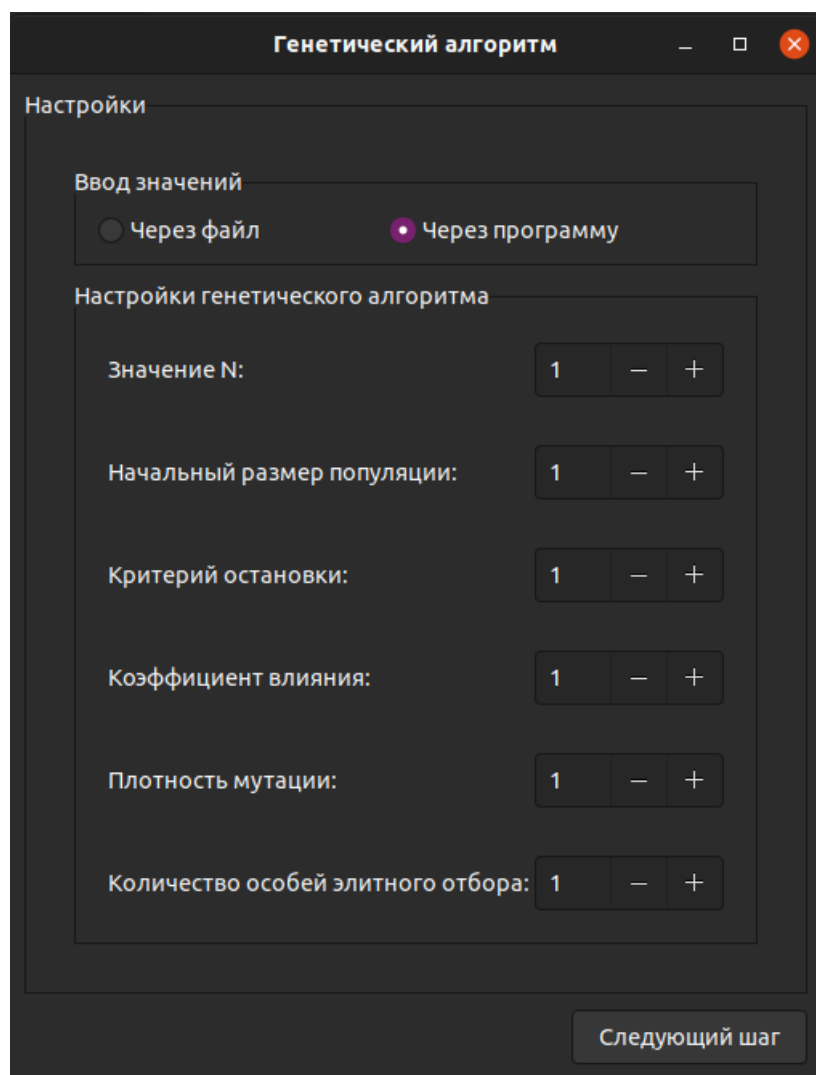 Генетический алгоритм
Настройки
Ввод значений
Через файл Через программу
Настройки генетического алгоритма
Значение N: 1 − +
Начальный размер популяции: 1 − +
Критерий остановки: 1 − +
Коэффициент влияния: 1 − +
Плотность мутации: 1 − +
Количество особей элитного отбора: 1 − +
Следующий шаг